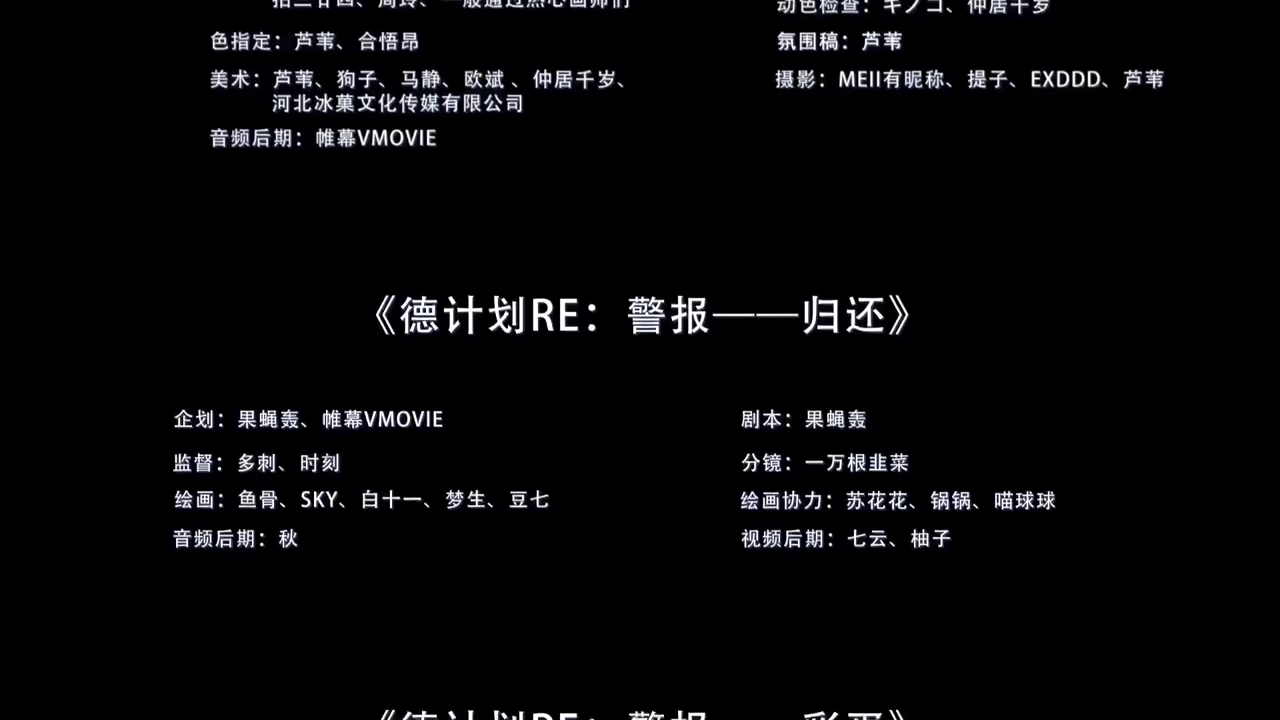 动色检查：キノコ、仲居千岁
色指定：芦苇、合悟昂
氛围稿：芦苇
美术：芦苇、狗子、马静、欧斌 、仲居千岁、
河北冰菓文化传媒有限公司
摄影：MEII有昵称、提子、EXDDD、芦苇
音频后期：帷幕VMOVIE
《德计划RE：警报——归还》
企划：果蝇轰、帷幕VMOVIE
剧本：果蝇轰
监督：多刺、时刻
分镜：一万根韭菜
绘画：鱼骨、SKY、白十一、梦生、豆七
绘画协力：苏花花、锅锅、喵球球
音频后期：秋
视频后期：七云、柚子
《德计划RE：警报——